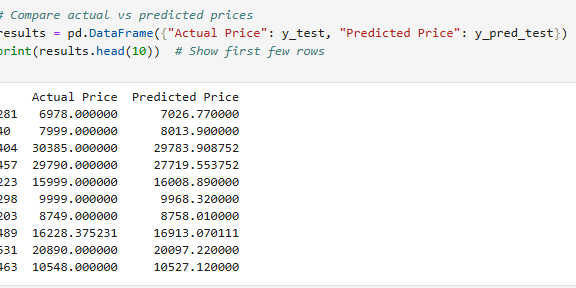 # Compare actual vs predicted prices
results = pd.DataFrame({"Actual Price": y_test, "Predicted Price": y_pred_test})
print(results.head(10))  # Show first few rows
Actual Price  Predicted Price
281  6978.000000  7026.770000
40  7999.000000  8013.900000
404  30385.000000  29783.908752
457  29790.000000  27719.553752
223  15999.000000  16008.890000
298  9999.000000  9968.320000
203  8749.000000  8758.010000
489  16228.375231  16913.070111
531  20890.000000  20097.220000
463  10548.000000  10527.120000